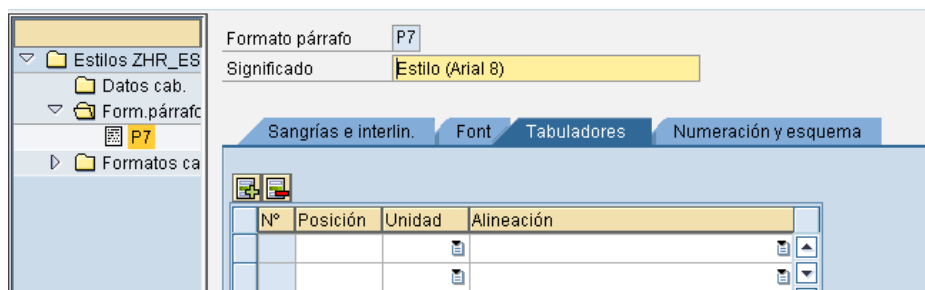 Formato párrafo P7
Significado Estilo (Arial 8)
Estilos ZHR_ES
Datos cab.
Form.párrafo
P7
Formatos ca
Sangrías e interlin. Font Tabuladores Numeración y esquema
Nº Posición Unidad Alineación